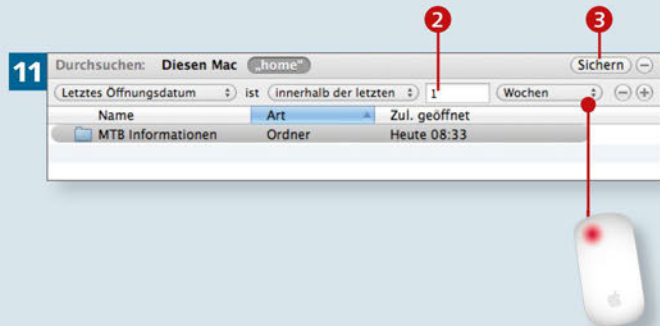 2 3
11 Durchsuchen: Diesen Mac „home“ Sichern
Letztes Öffnungsdatum ist innerhalb der letzten 1 Wochen
Name Art Zul. geöffnet
MTB Informationen Ordner Heute 08:33